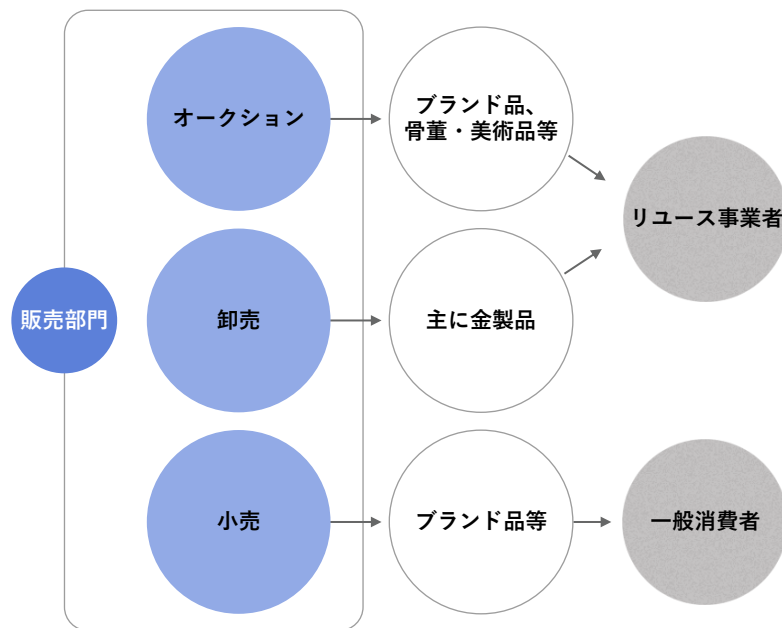 オークション
ブランド品、
骨董・美術品等
リユース事業者
販売部門
卸売
主に金製品
小売
ブランド品等
一般消費者